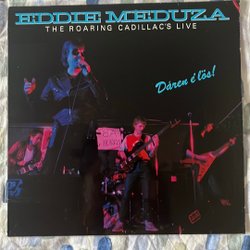 EDDIE MEDUZA
THE ROARING CADILLAC'S LIVE
Dåren é lös!